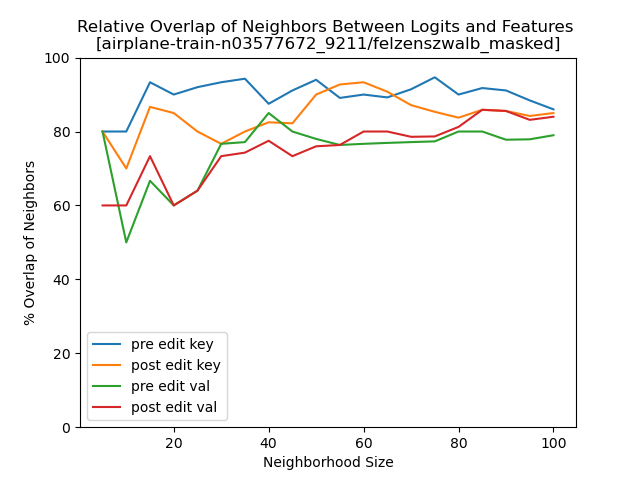 Relative Overlap of Neighbors Between Logits and Features
[airplane-train-n03577672_9211/felzenszwalb_masked]
100
80
60
40
20
0
% Overlap of Neighbors
pre edit key
post edit key
pre edit val
post edit val
20 40 60 80 100
Neighborhood Size